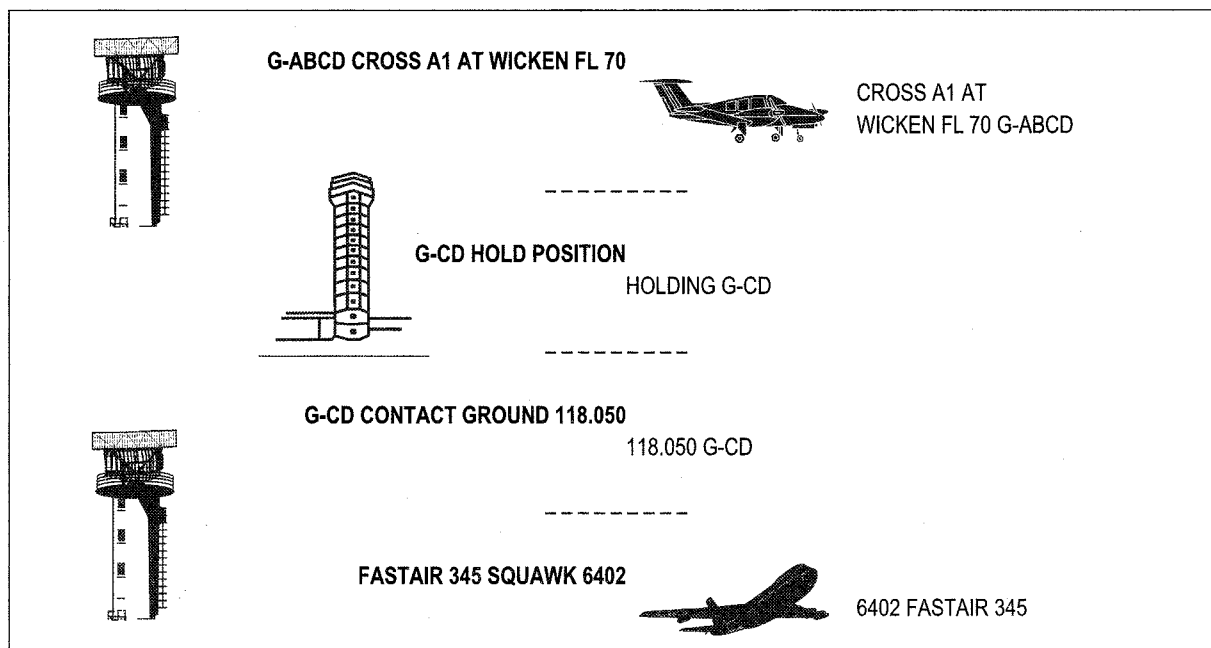 G-ABCD CROSS A1 AT WICKEN FL 70
CROSS A1 AT
WICKEN FL 70 G-ABCD
G-CD HOLD POSITION
HOLDING G-CD
G-CD CONTACT GROUND 118.050
118.050 G-CD
FASTAIR 345 SQUAWK 6402
6402 FASTAIR 345